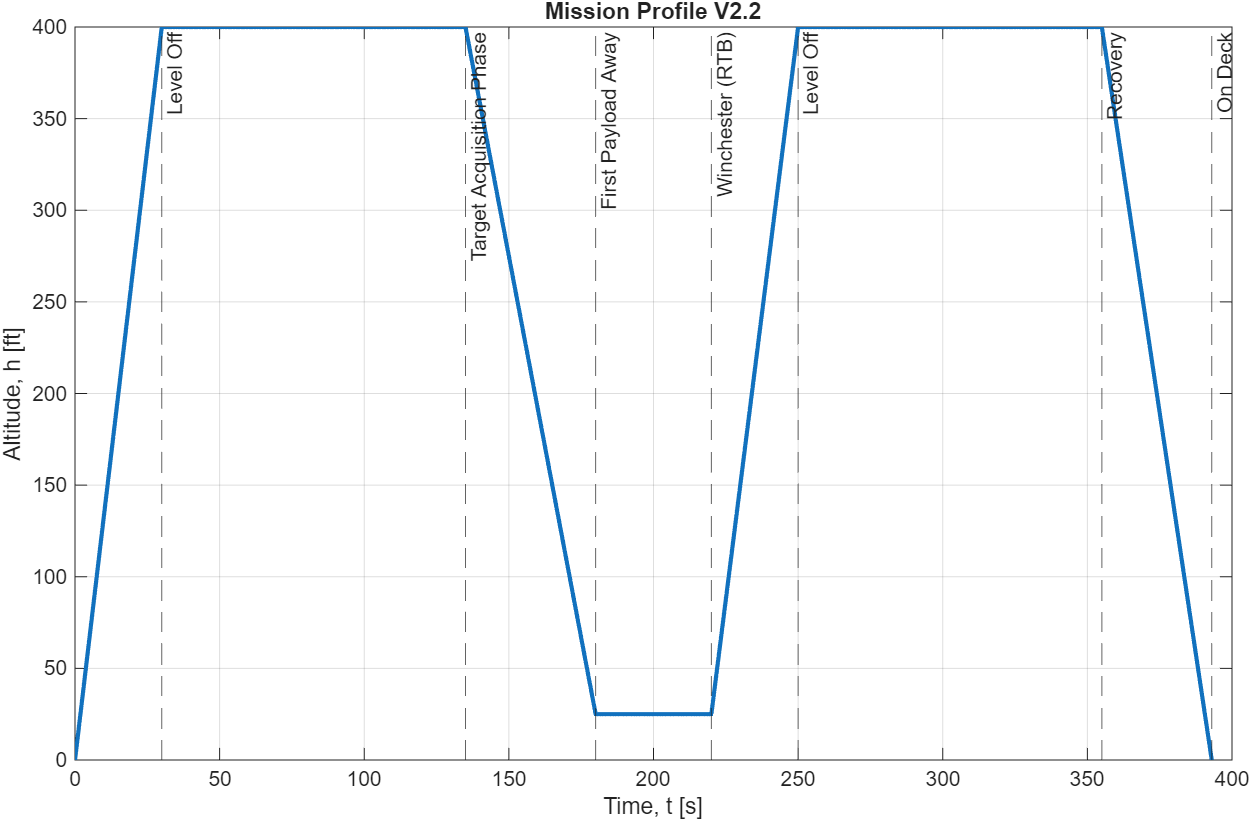 Mission Profile V2.2
400
350
300
250
200
150
100
50
0
Altitude, h [ft]
Level Off
Target Acquisition Phase
First Payload Away
Winchester (RTB)
Level Off
Recovery
On Deck
0 50 100 150 200 250 300 350 400
Time, t [s]